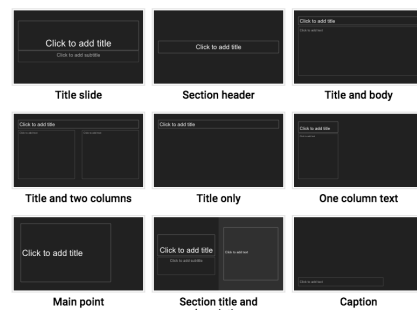 Click to add title
Click to add subtitle
Title slide
Click to add title
Section header
Click to add title
Click to add text
Title and body
Click to add title
Click to add text
Click to add text
Title and two columns
Click to add title
Title only
Click to add title
Click to add text
One column text
Click to add title
Main point
Click to add title
Click to add subtitle
Click to add text
Section title and
Click to add text
Caption